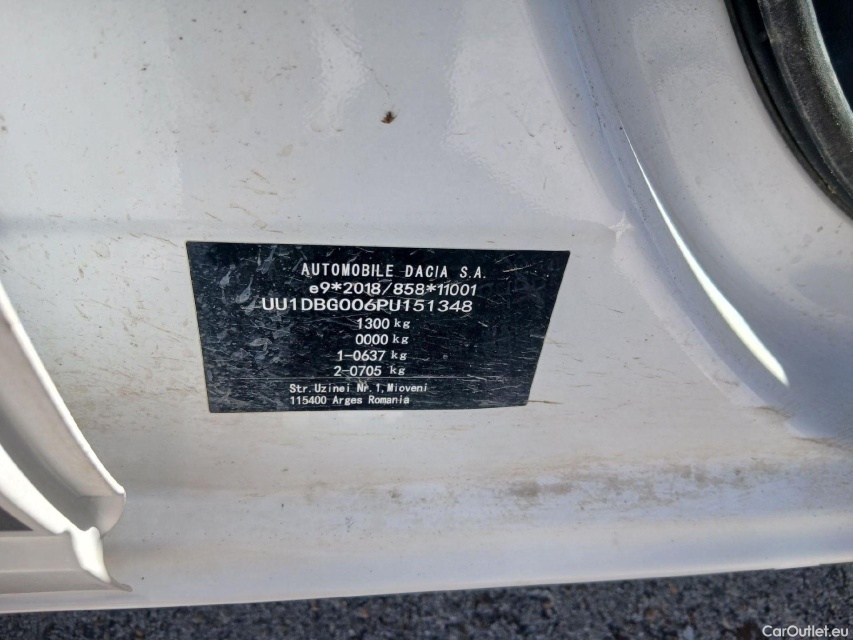 AUTOMOBILE DACIA S.A.
e9*2018/858*11001
UU1DBG006PU151348
1300 kg
0000 kg
1-0637 kg
2-0705 kg
Str.Uzinei Nr.1,Mioveni
115400 Arges Romania
CarOutlet.eu